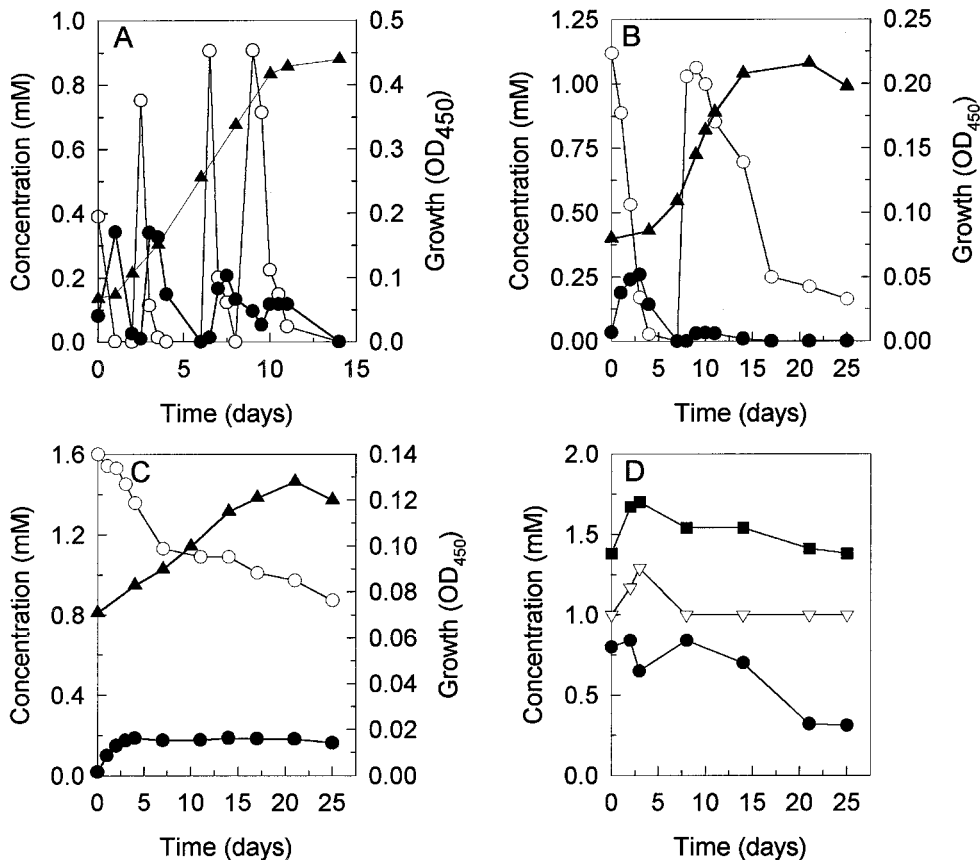 A
Concentration (mM)
1.0
0.8
0.6
0.4
0.2
0.0
0.5
0.4
0.3
0.2
0.1
0.0
Growth (OD450)
0 5 10 15
Time (days)
B
Concentration (mM)
1.25
1.00
0.75
0.50
0.25
0.00
0.25
0.20
0.15
0.10
0.05
0.00
Growth (OD450)
0 5 10 15 20 25
Time (days)
C
Concentration (mM)
1.6
1.2
0.8
0.4
0.0
0.14
0.12
0.10
0.08
0.06
0.04
0.02
0.00
Growth (OD450)
0 5 10 15 20 25
Time (days)
D
Concentration (mM)
2.0
1.5
1.0
0.5
0.0
0 5 10 15 20 25
Time (days)